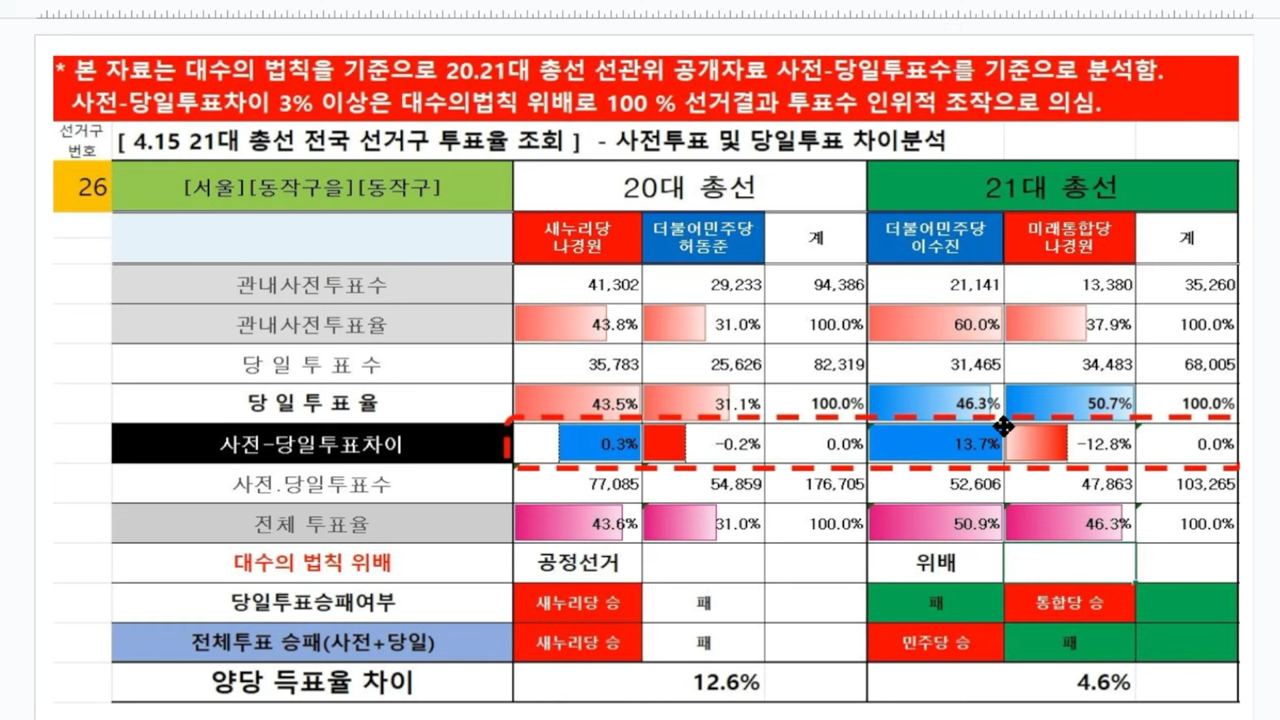 * 본 자료는 대수의 법칙을 기준으로 20.21대 총선 선관위 공개자료 사전-당일투표수를 기준으로 분석함.
사전-당일투표차이 3% 이상은 대수의법칙 위배로 100 % 선거결과 투표수 인위적 조작으로 의심.
선거구
번호
[ 4.15 21대 총선 전국 선거구 투표율 조회 ] - 사전투표 및 당일투표 차이분석
26 [서울][동작구을][동작구] 20대 총선 21대 총선
새누리당 더불어민주당 계 더불어민주당 미래통합당 계
나경원 허동준 이수진 나경원
관내사전투표수 41,302 29,233 94,386 21,141 13,380 35,260
관내사전투표율 43.8% 31.0% 100.0% 60.0% 37.9% 100.0%
당 일 투 표 수 35,783 25,626 82,319 31,465 34,483 68,005
당 일 투 표 율 43.5% 31.1% 100.0% 46.3% 50.7% 100.0%
사전-당일투표차이 0.3% -0.2% 0.0% 13.7% -12.8% 0.0%
사전.당일투표수 77,085 54,859 176,705 52,606 47,863 103,265
전체 투표율 43.6% 31.0% 100.0% 50.9% 46.3% 100.0%
대수의 법칙 위배 공정선거 위배
당일투표승패여부 새누리당 승 패 패 통합당 승
전체투표 승패(사전+당일) 새누리당 승 패 민주당 승 패
양당 득표율 차이 12.6% 4.6%